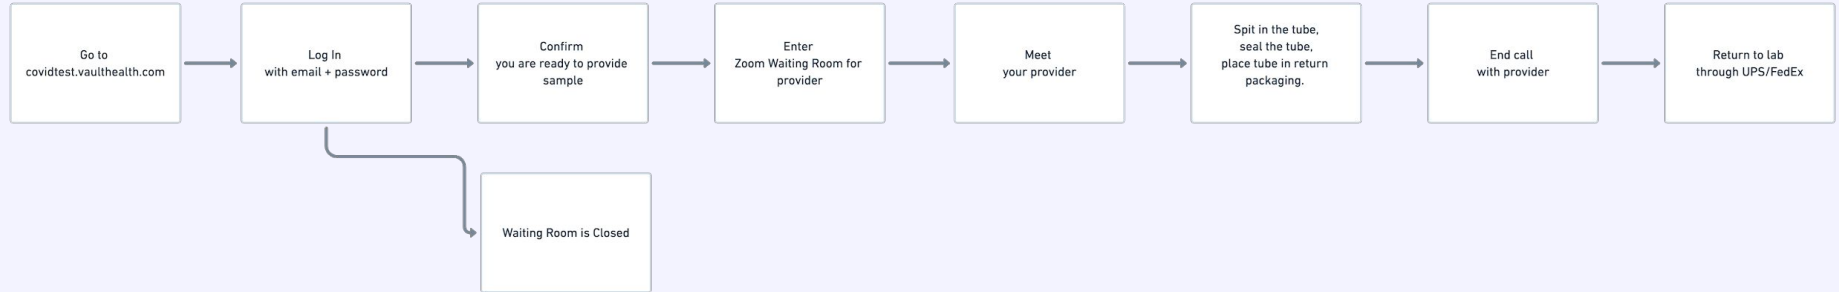 Go to
covidtest.vaulthealth.com
Log In
with email + password
Confirm
you are ready to provide
sample
Enter
Zoom Waiting Room for
provider
Meet
your provider
Spit in the tube,
seal the tube,
place tube in return
packaging.
End call
with provider
Return to lab
through UPS/FedEx
Waiting Room is Closed